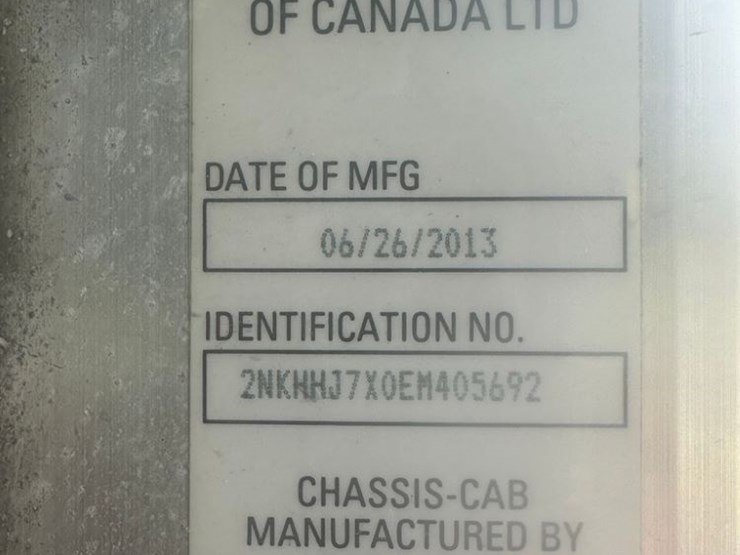 OF CANADA LTD
DATE OF MFG
06/26/2013
IDENTIFICATION NO.
2NKHHJ7X0EM405692
CHASSIS-CAB
MANUFACTURED BY